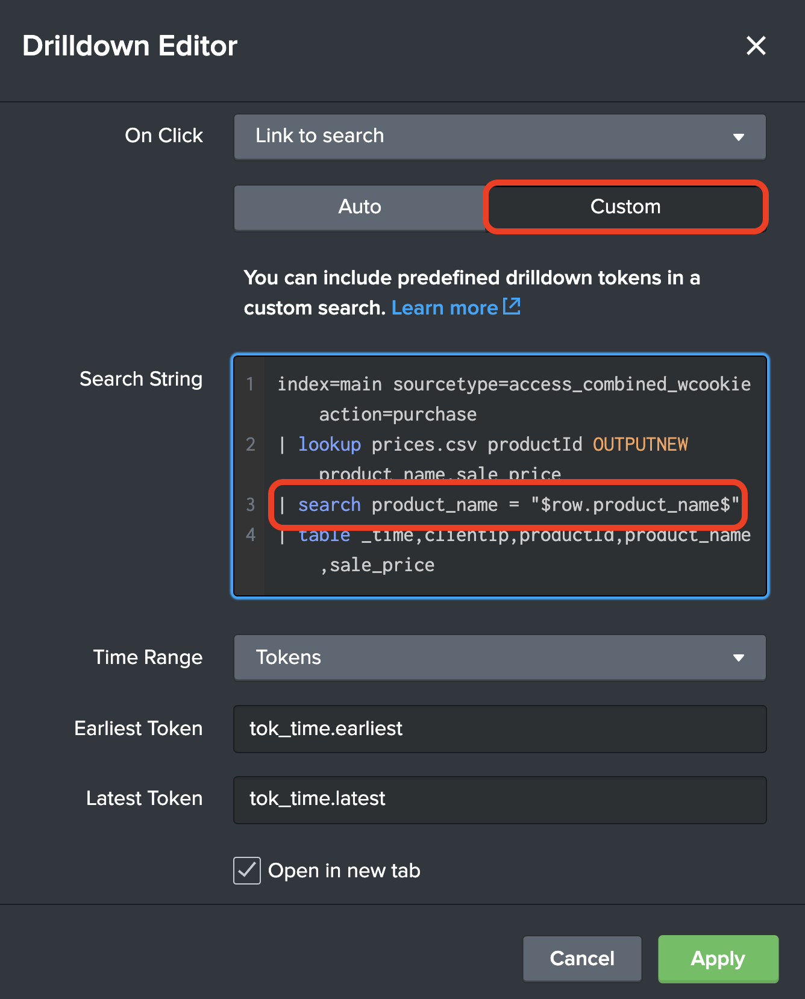 Drilldown Editor
On Click
Link to search
Auto
Custom
You can include predefined drilldown tokens in a
custom search. Learn more
Search String
1 index=main sourcetype=access_combined_wcookie
action=purchase
2 | lookup prices.csv productId OUTPUTNEW
product_name,sale_price
3 | search product_name = "$row.product_name$"
4 | table _time,clientip,productId,product_name
,sale_price
Time Range
Tokens
Earliest Token
tok_time.earliest
Latest Token
tok_time.latest
Open in new tab
Cancel
Apply